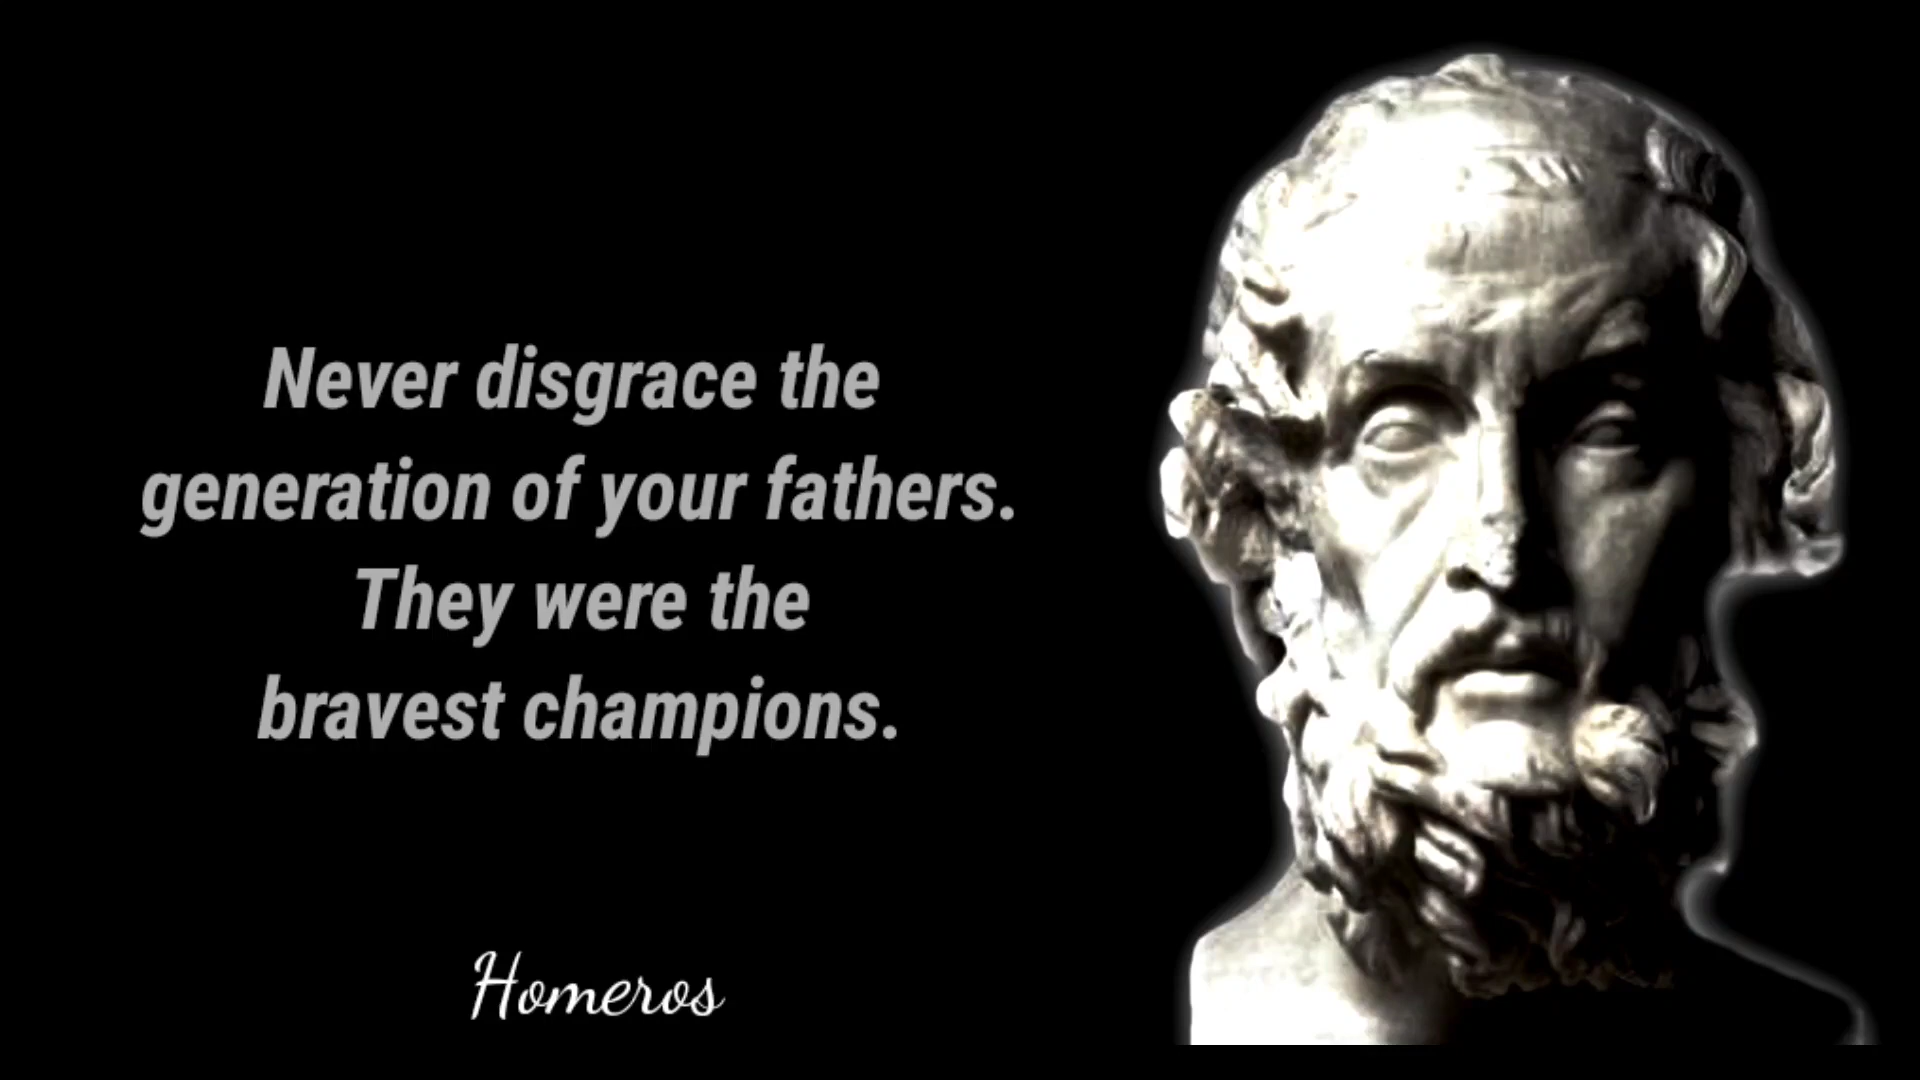 Never disgrace the
generation of your fathers.
They were the
bravest champions.
Homeros